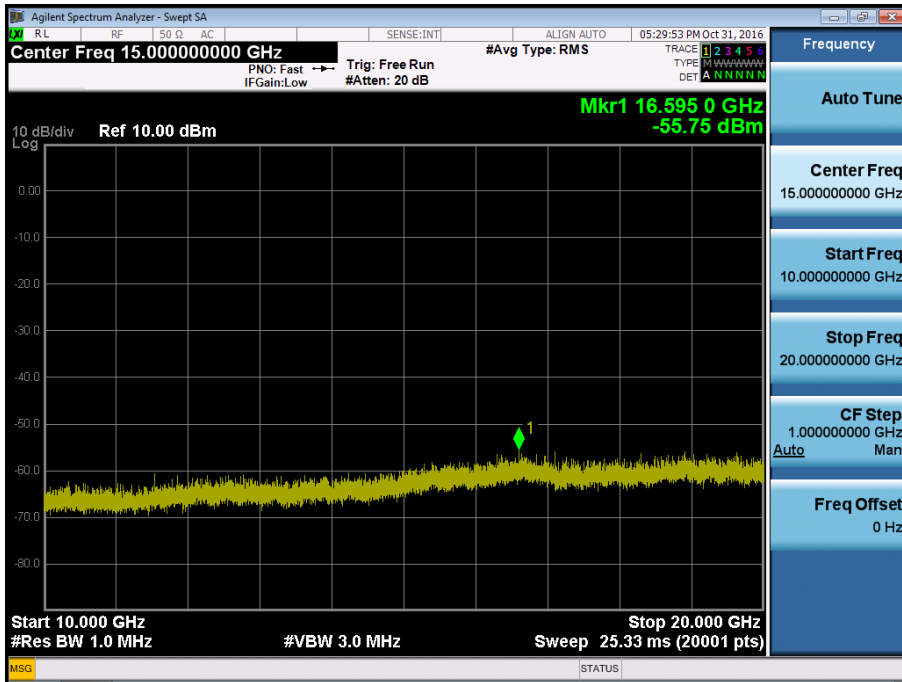 Agilent Spectrum Analyzer - Swept SA
LXI RL RF 50 Ω AC SENSE:INT ALIGN AUTO 05:29:53 PM Oct 31, 2016
Center Freq 15.000000000 GHz
PNO: Fast
IFGain:Low
Trig: Free Run
#Atten: 20 dB
#Avg Type: RMS
TRACE 1 2 3 4 5 6
TYPE M WWWWW
DET A N N N N N
Mkr1 16.595 0 GHz
-55.75 dBm
10 dB/div Ref 10.00 dBm
Log
0.00
-10.0
-20.0
-30.0
-40.0
-50.0
-60.0
-70.0
-80.0
1
Start 10.000 GHz Stop 20.000 GHz
#Res BW 1.0 MHz #VBW 3.0 MHz Sweep 25.33 ms (20001 pts)
MSG STATUS
Frequency
Auto Tune
Center Freq
15.000000000 GHz
Start Freq
10.000000000 GHz
Stop Freq
20.000000000 GHz
CF Step
1.000000000 GHz
Auto Man
Freq Offset
0 Hz